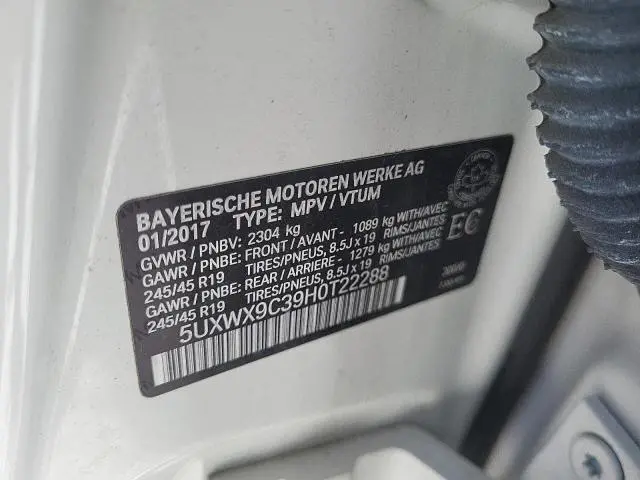 BAYERISCHE MOTOREN WERKE AG
01/2017 TYPE: MPV / VTUM
GVWR / PNBV: 2304 kg
GAWR / PNBE: FRONT / AVANT - 1089 kg WITH/AVEC
245/45 R19 TIRES/PNEUS, 8.5J x 19 RIMS/JANTES
GAWR / PNBE: REAR / ARRIERE - 1279 kg WITH/AVEC
245/45 R19 TIRES/PNEUS, 8.5J x 19 RIMS/JANTES
EC
5UXWX9C39H0T22288